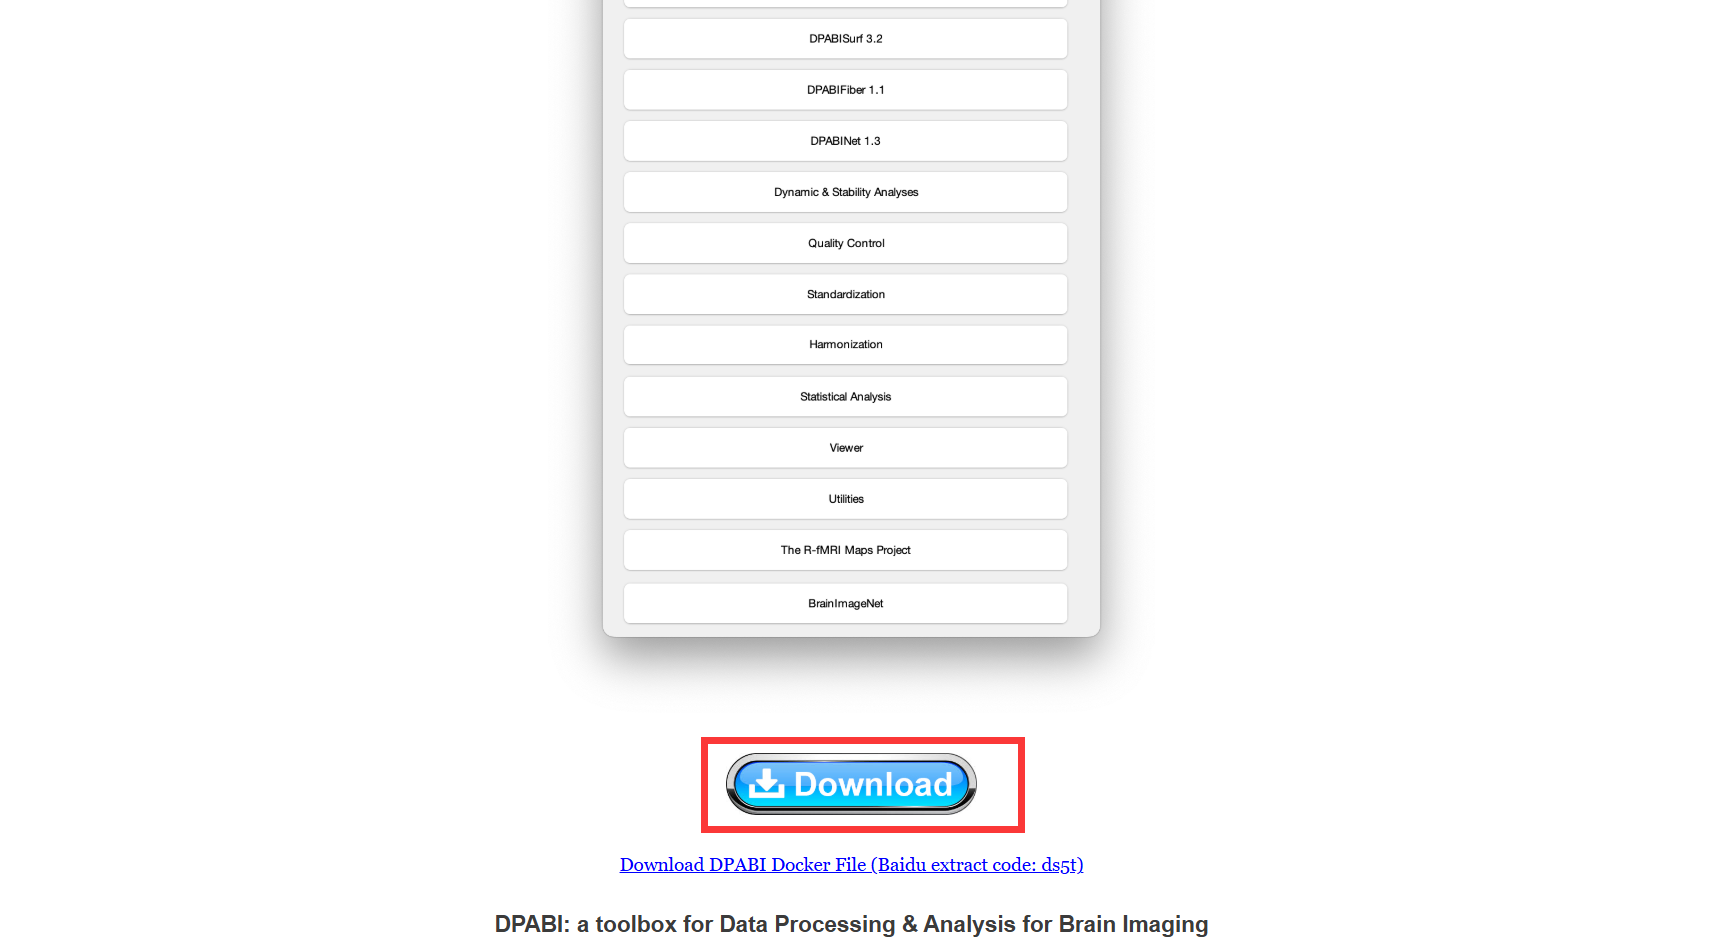 DPABISurf 3.2
DPABIFiber 1.1
DPABINet 1.3
Dynamic & Stability Analyses
Quality Control
Standardization
Harmonization
Statistical Analysis
Viewer
Utilities
The R-fMRI Maps Project
BrainImageNet
Download
Download DPABI Docker File (Baidu extract code: ds5t)
DPABI: a toolbox for Data Processing & Analysis for Brain Imaging